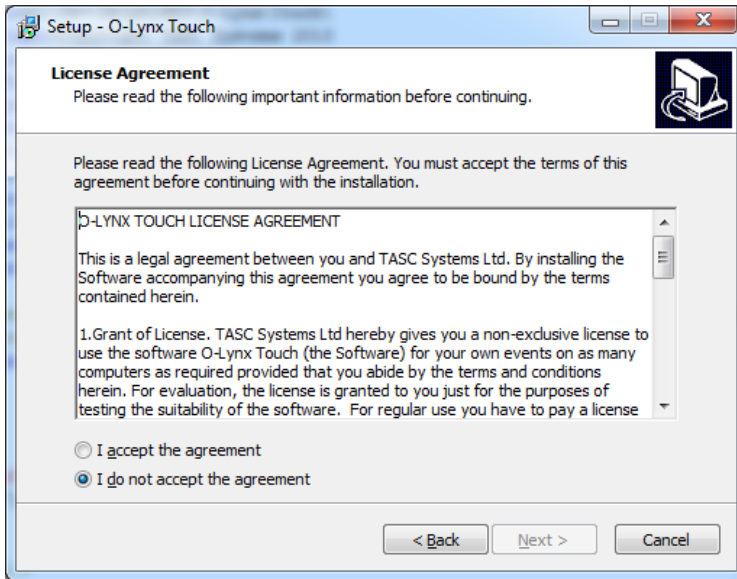 Setup - O-Lynx Touch
License Agreement
Please read the following important information before continuing.
Please read the following License Agreement. You must accept the terms of this
agreement before continuing with the installation.
O-LYNX TOUCH LICENSE AGREEMENT
This is a legal agreement between you and TASC Systems Ltd. By installing the
Software accompanying this agreement you agree to be bound by the terms
contained herein.
1.Grant of License. TASC Systems Ltd hereby gives you a non-exclusive license to
use the software O-Lynx Touch (the Software) for your own events on as many
computers as required provided that you abide by the terms and conditions
herein. For evaluation, the license is granted to you just for the purposes of
testing the suitability of the software.  For regular use you have to pay a license
I accept the agreement
I do not accept the agreement
< Back
Next >
Cancel